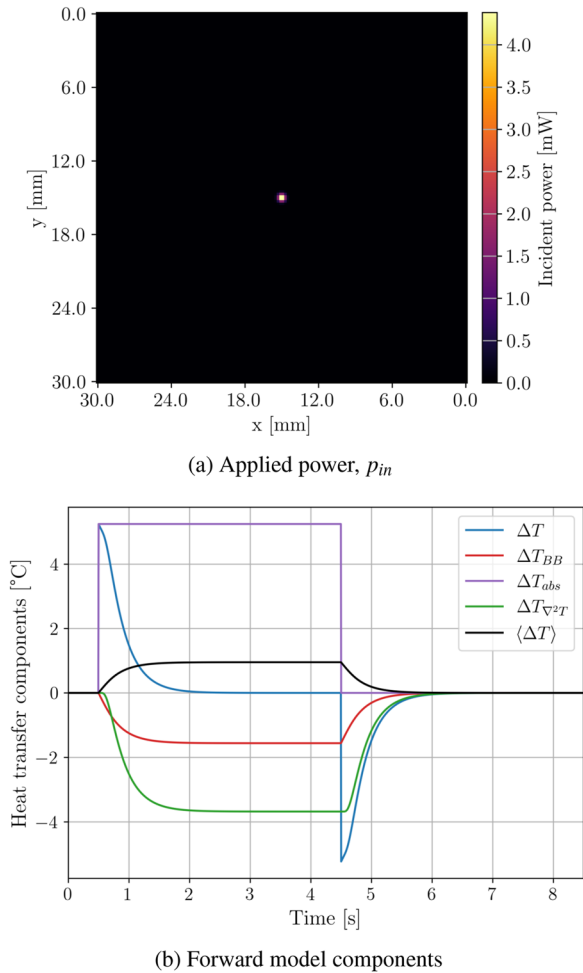 0.0
6.0
12.0
18.0
24.0
30.0
y [mm]
30.0 24.0 18.0 12.0 6.0 0.0
x [mm]
4.0
3.5
3.0
2.5
2.0
1.5
1.0
0.5
0.0
Incident power [mW]
(a) Applied power, p_in
4
2
0
−2
−4
Heat transfer components [°C]
ΔT
ΔT_BB
ΔT_abs
ΔT_∇²T
⟨ΔT⟩
0 1 2 3 4 5 6 7 8
Time [s]
(b) Forward model components